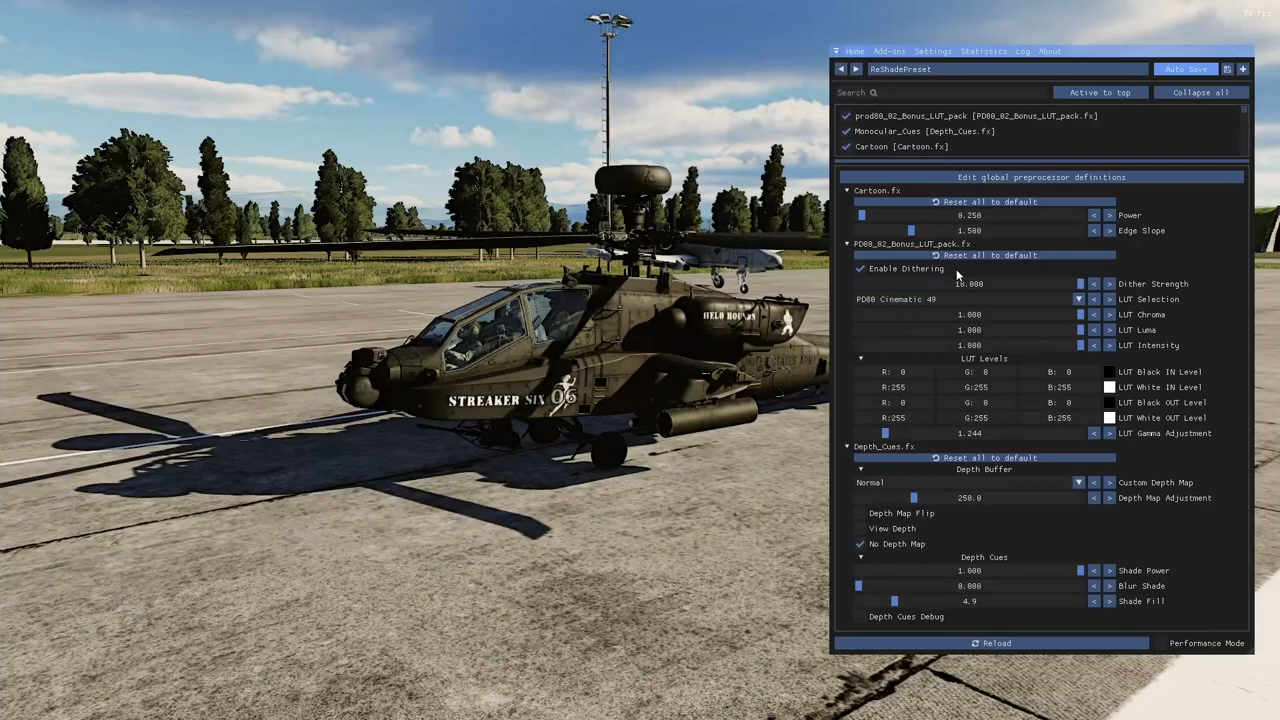 78 fps
Home Add-ons Settings Statistics Log About
ReShadePreset Auto Save
Search Active to top Collapse all
prod80_02_Bonus_LUT_pack [PD80_02_Bonus_LUT_pack.fx]
Monocular_Cues [Depth_Cues.fx]
Cartoon [Cartoon.fx]
Edit global preprocessor definitions
Cartoon.fx
Reset all to default
0.250 < > Power
1.500 < > Edge Slope
PD80_02_Bonus_LUT_pack.fx
Reset all to default
Enable Dithering
10.000 < > Dither Strength
PD80 Cinematic 49 < > LUT Selection
1.000 < > LUT Chroma
1.000 < > LUT Luma
1.000 < > LUT Intensity
LUT Levels
R: 0 G: 0 B: 0 LUT Black IN Level
R:255 G:255 B:255 LUT White IN Level
R: 0 G: 0 B: 0 LUT Black OUT Level
R:255 G:255 B:255 LUT White OUT Level
1.244 < > LUT Gamma Adjustment
Depth_Cues.fx
Reset all to default
Depth Buffer
Normal < > Custom Depth Map
250.0 < > Depth Map Adjustment
Depth Map Flip
View Depth
No Depth Map
Depth Cues
1.000 < > Shade Power
0.000 < > Blur Shade
4.9 < > Shade Fill
Depth Cues Debug
Reload Performance Mode
HELO HOUNDS
UNITED STATES ARMY
STREAKER SIX 06